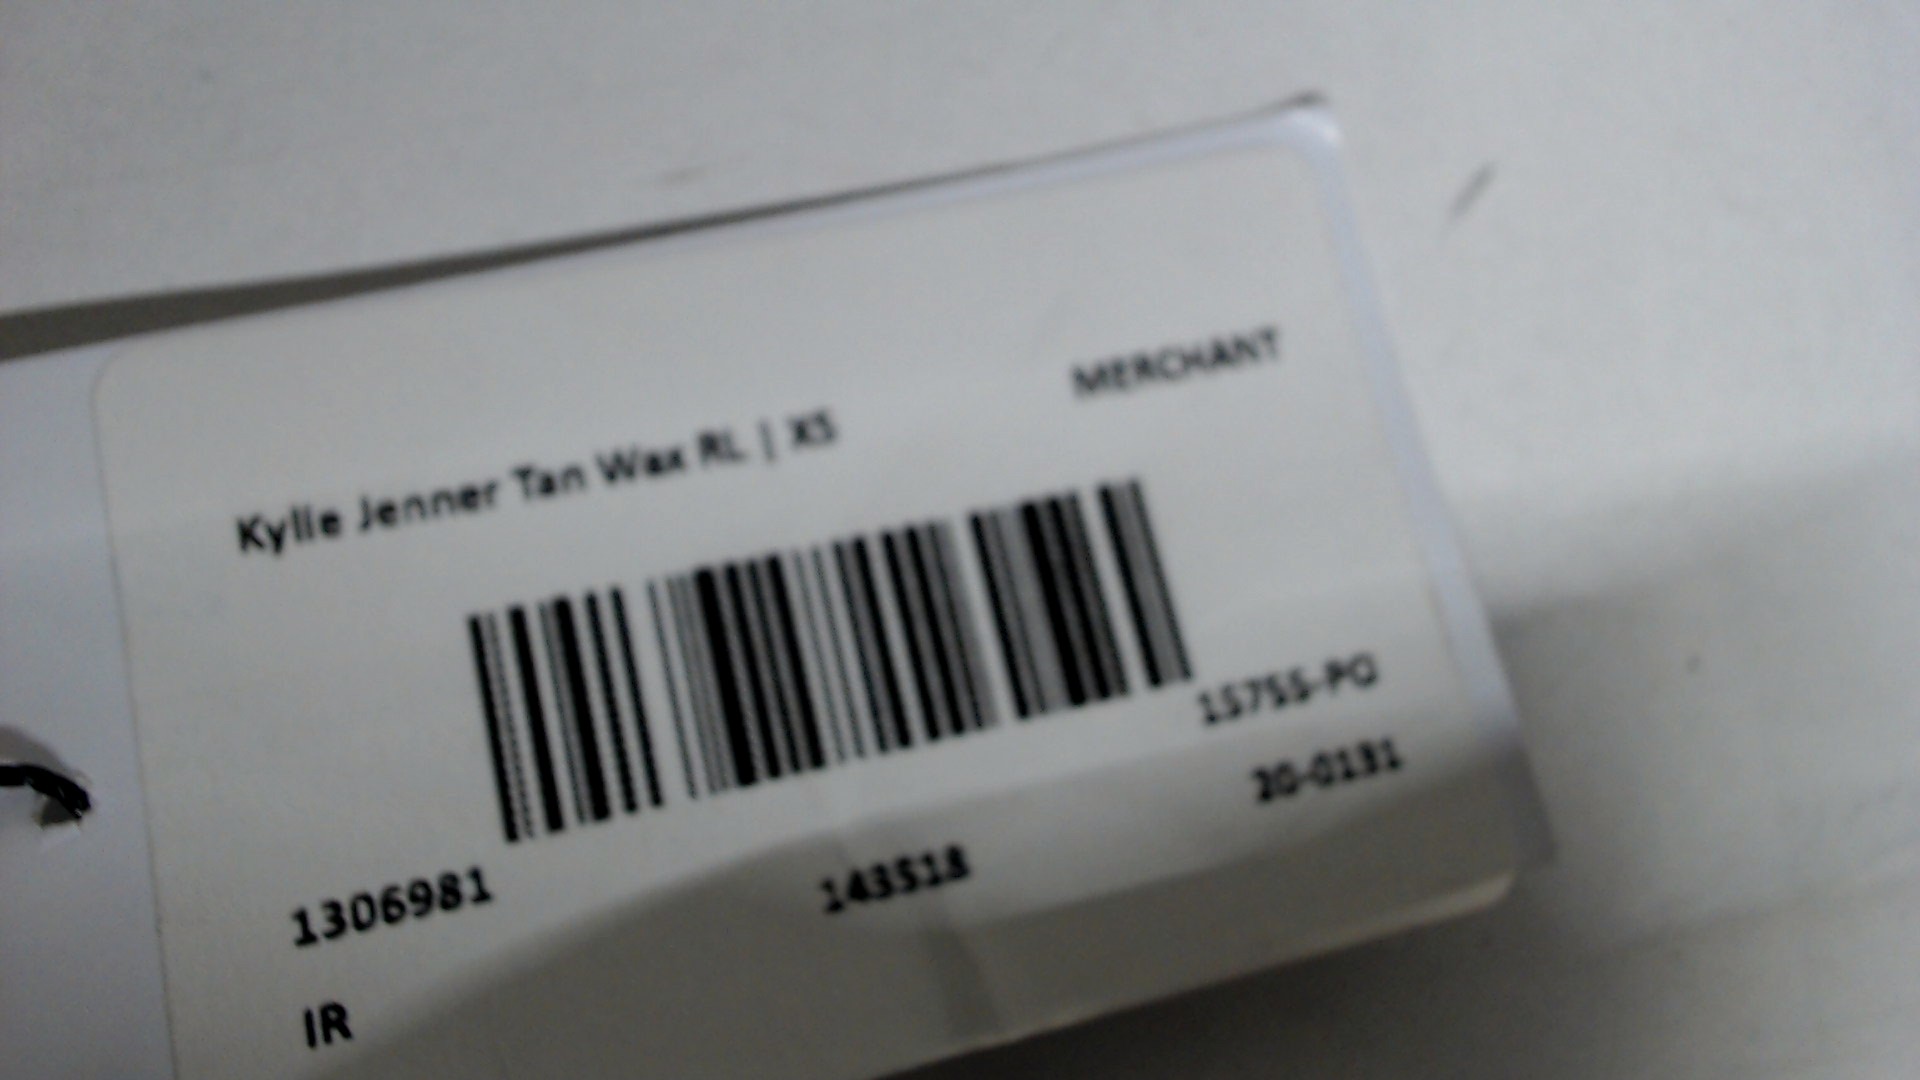 MERCHANT
Kylie Jenner Tan Wax RL | XS
15755-PG
20-0131
1306981
143518
IR